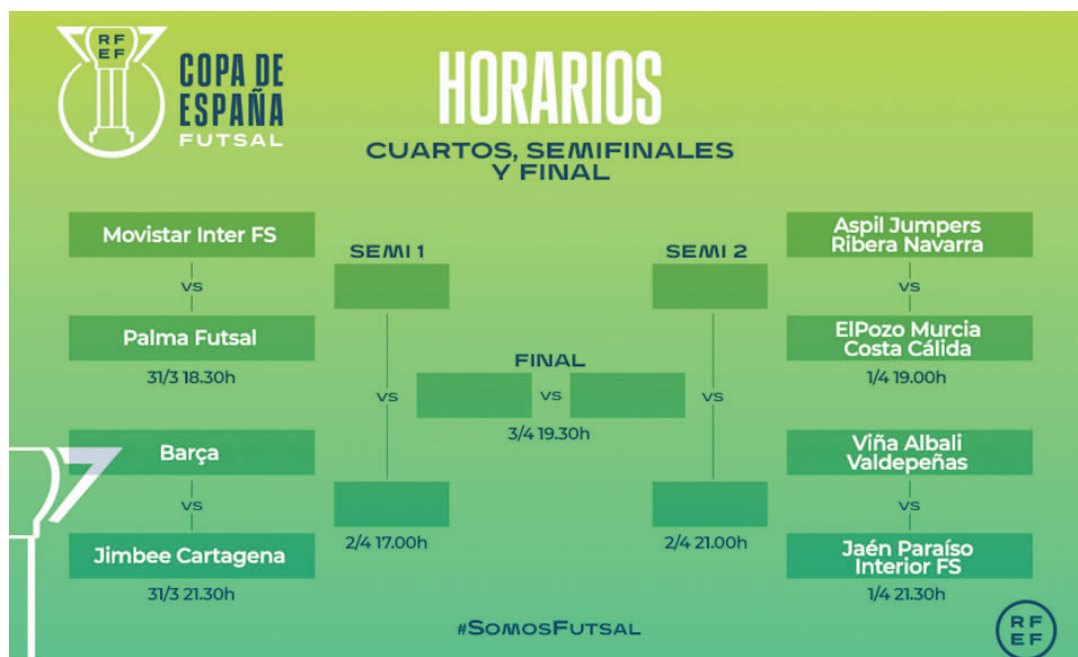 RF
EF
COPA DE
ESPAÑA
FUTSAL
HORARIOS
CUARTOS, SEMIFINALES
Y FINAL
Movistar Inter FS
vs
Palma Futsal
31/3 18.30h
Barça
vs
Jimbee Cartagena
31/3 21.30h
SEMI 1
vs
2/4 17.00h
FINAL
vs
3/4 19.30h
SEMI 2
vs
2/4 21.00h
Aspil Jumpers
Ribera Navarra
vs
ElPozo Murcia
Costa Cálida
1/4 19.00h
Viña Albali
Valdepeñas
vs
Jaén Paraíso
Interior FS
1/4 21.30h
#SOMOSFUTSAL
RF
EF